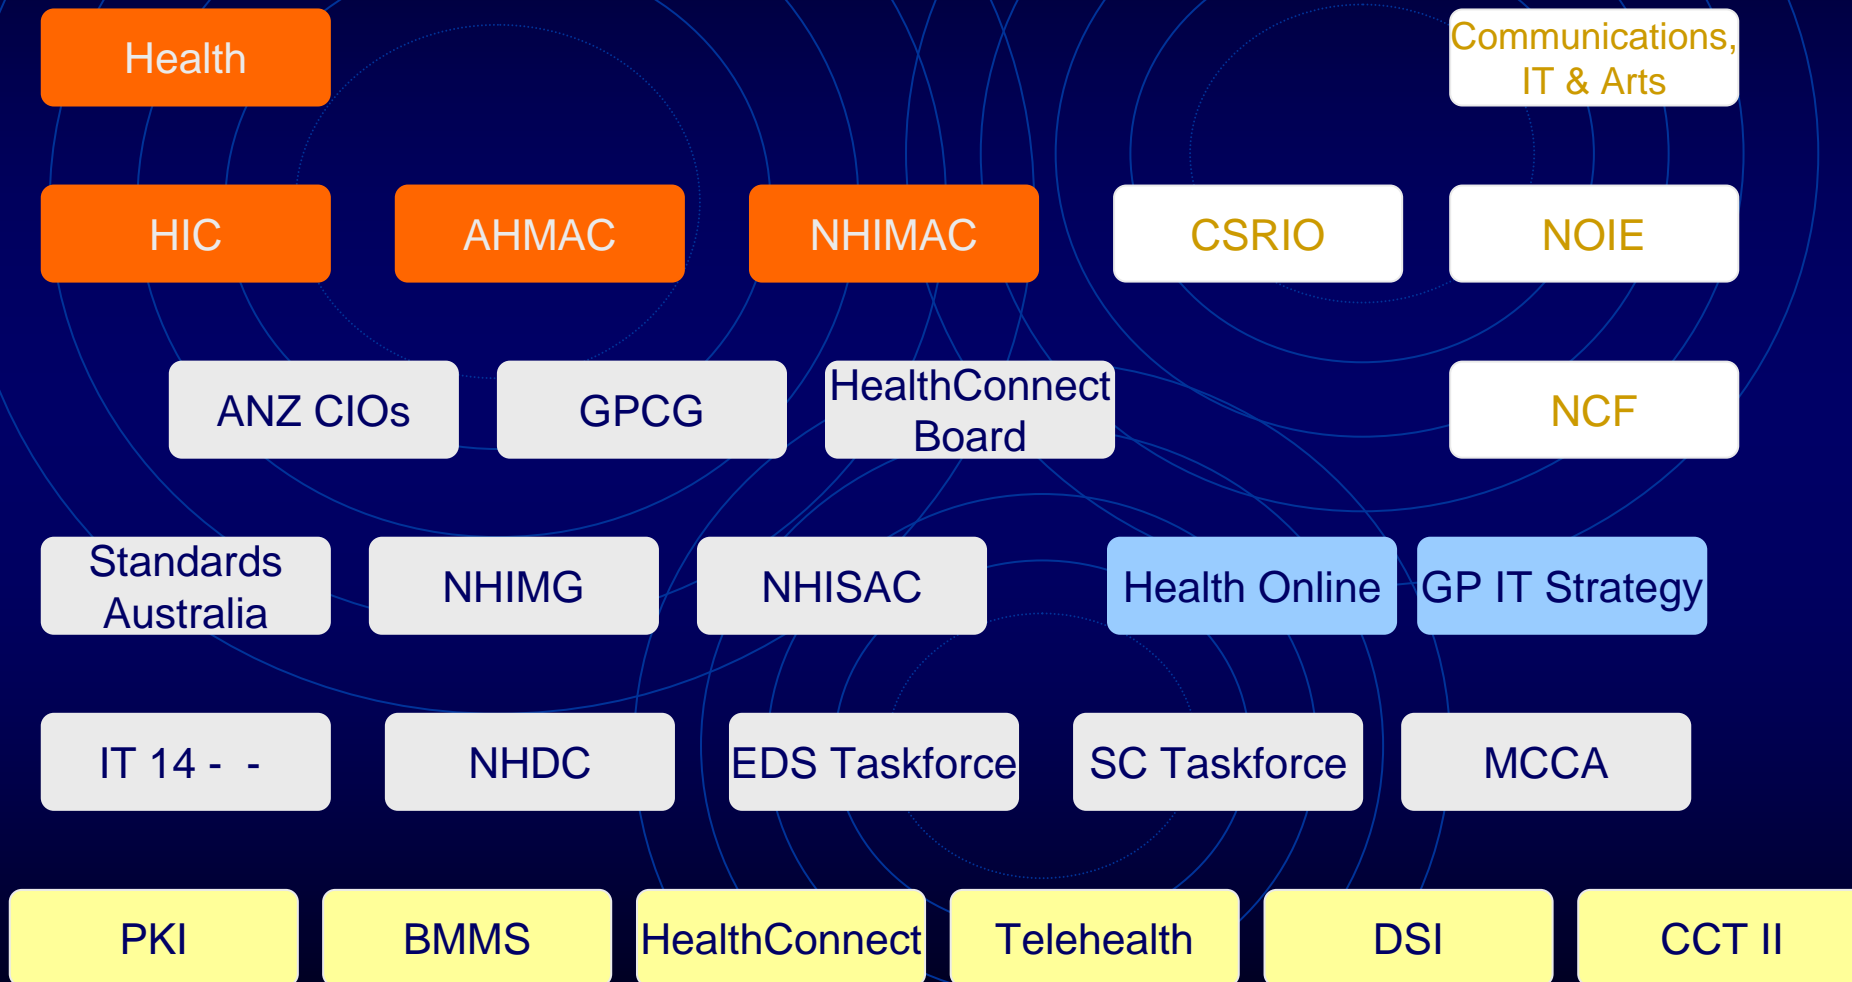 Health
Communications,
IT & Arts
HIC
AHMAC
NHIMAC
CSRIO
NOIE
ANZ CIOs
GPCG
HealthConnect
Board
NCF
Standards
Australia
NHIMG
NHISAC
Health Online
GP IT Strategy
IT 14 - -
NHDC
EDS Taskforce
SC Taskforce
MCCA
PKI
BMMS
HealthConnect
Telehealth
DSI
CCT II